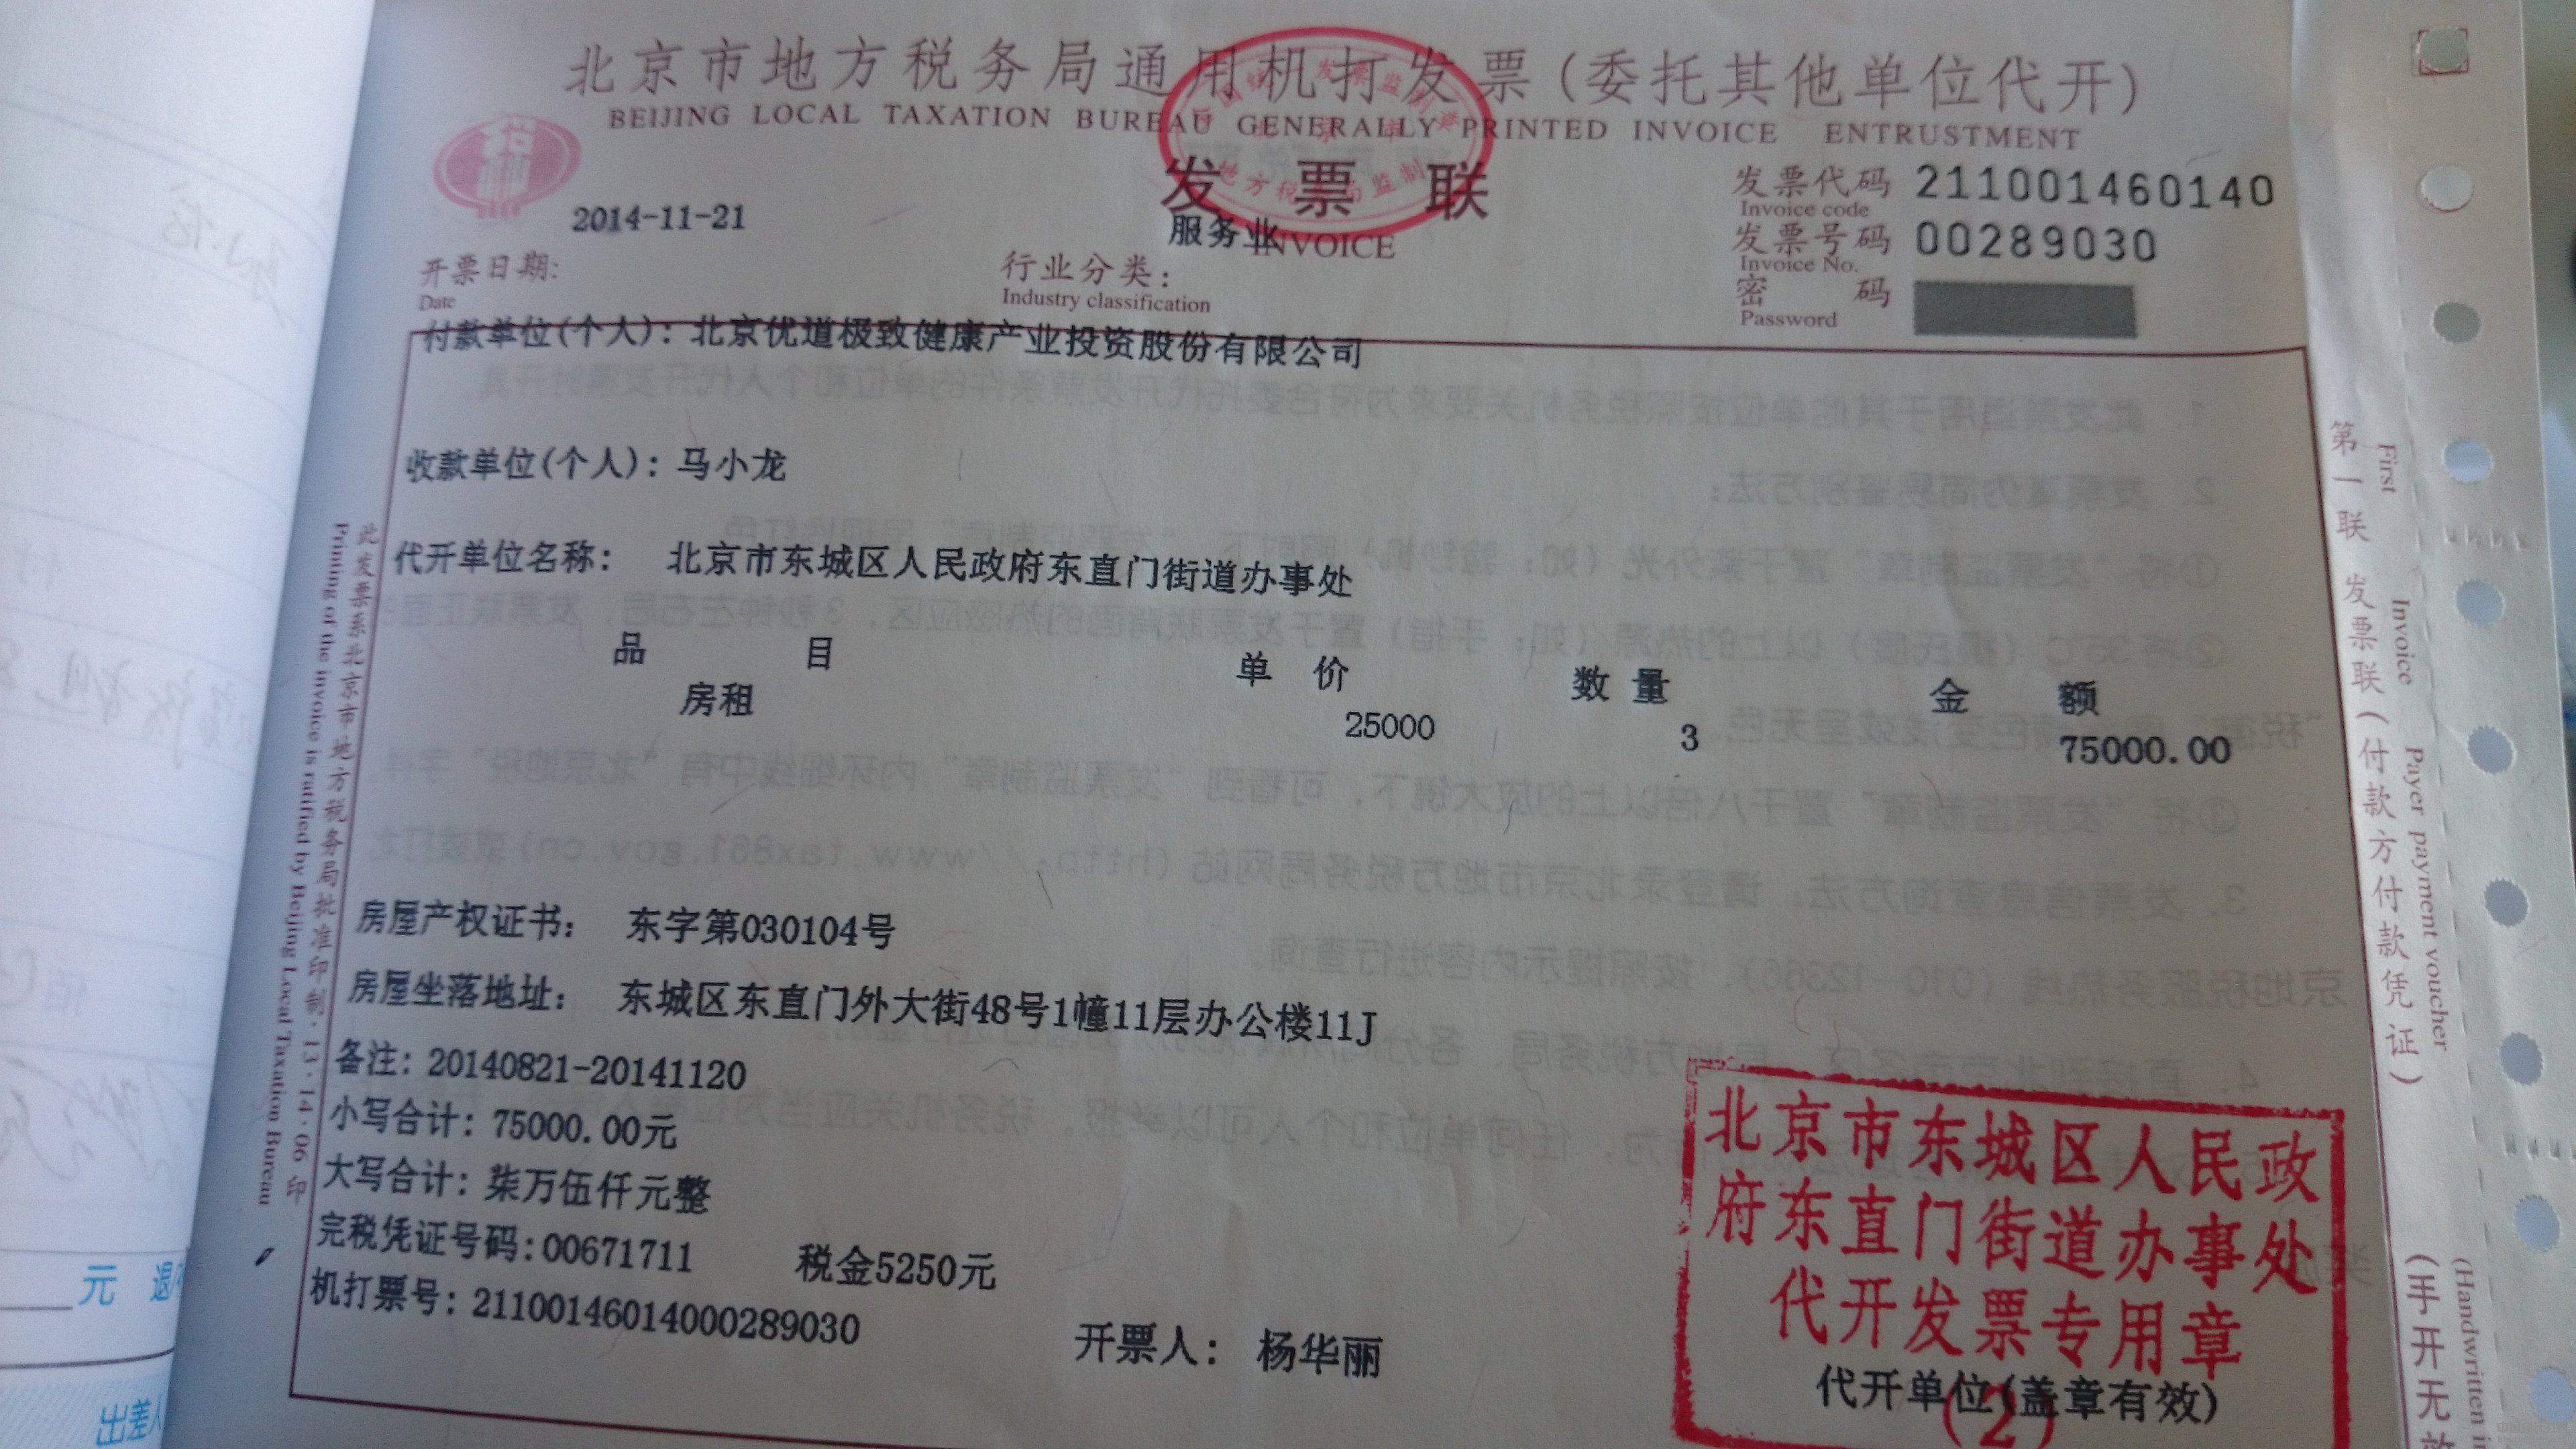 北京市地方税务局通用机打发票(委托其他单位代开)
BEIJING LOCAL TAXATION BUREAU GENERALLY PRINTED INVOICE ENTRUSTMENT
发票联
INVOICE
发票代码 211001460140
Invoice code
发票号码 00289030
Invoice No.
密码
Password
2014-11-21
开票日期:
Date
服务业
行业分类:
Industry classification
付款单位(个人): 北京优道极致健康产业投资股份有限公司
收款单位(个人): 马小龙
代开单位名称: 北京市东城区人民政府东直门街道办事处
品目 单价 数量 金额
房租 25000 3 75000.00
房屋产权证书: 东字第030104号
房屋坐落地址: 东城区东直门外大街48号1幢11层办公楼11J
备注: 20140821-20141120
小写合计: 75000.00元
大写合计: 柒万伍仟元整
完税凭证号码:00671711 税金5250元
机打票号: 21100146014000289030
开票人: 杨华丽
北京市东城区人民政
府东直门街道办事处
代开发票专用章
(2)
代开单位(盖章有效)
此发票系北京市地方税务局批准印制·13·14·06印
Printing of the invoice is ratified by Beijing Local Taxation Bureau
第一联 发票联(付款方付款凭证)
First Invoice Payer payment voucher
(手开无效
(Handwritten
元
出差人